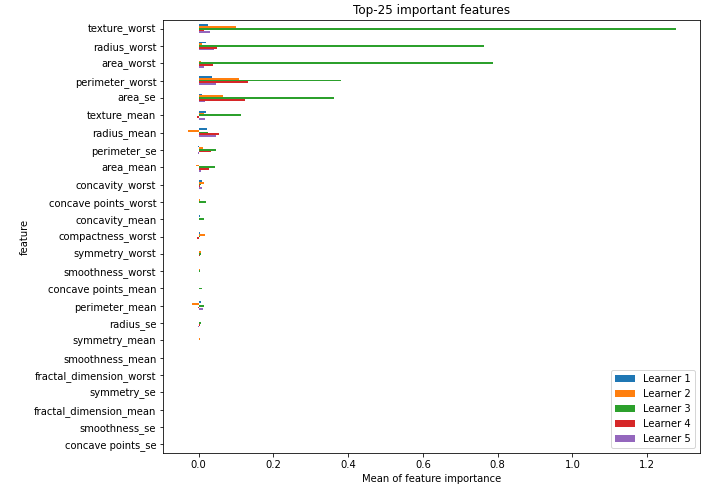 Top-25 important features
texture_worst
radius_worst
area_worst
perimeter_worst
area_se
texture_mean
radius_mean
perimeter_se
area_mean
concavity_worst
concave points_worst
concavity_mean
compactness_worst
symmetry_worst
smoothness_worst
concave points_mean
perimeter_mean
radius_se
symmetry_mean
smoothness_mean
fractal_dimension_worst
symmetry_se
fractal_dimension_mean
smoothness_se
concave points_se
feature
Learner 1
Learner 2
Learner 3
Learner 4
Learner 5
0.0 0.2 0.4 0.6 0.8 1.0 1.2
Mean of feature importance